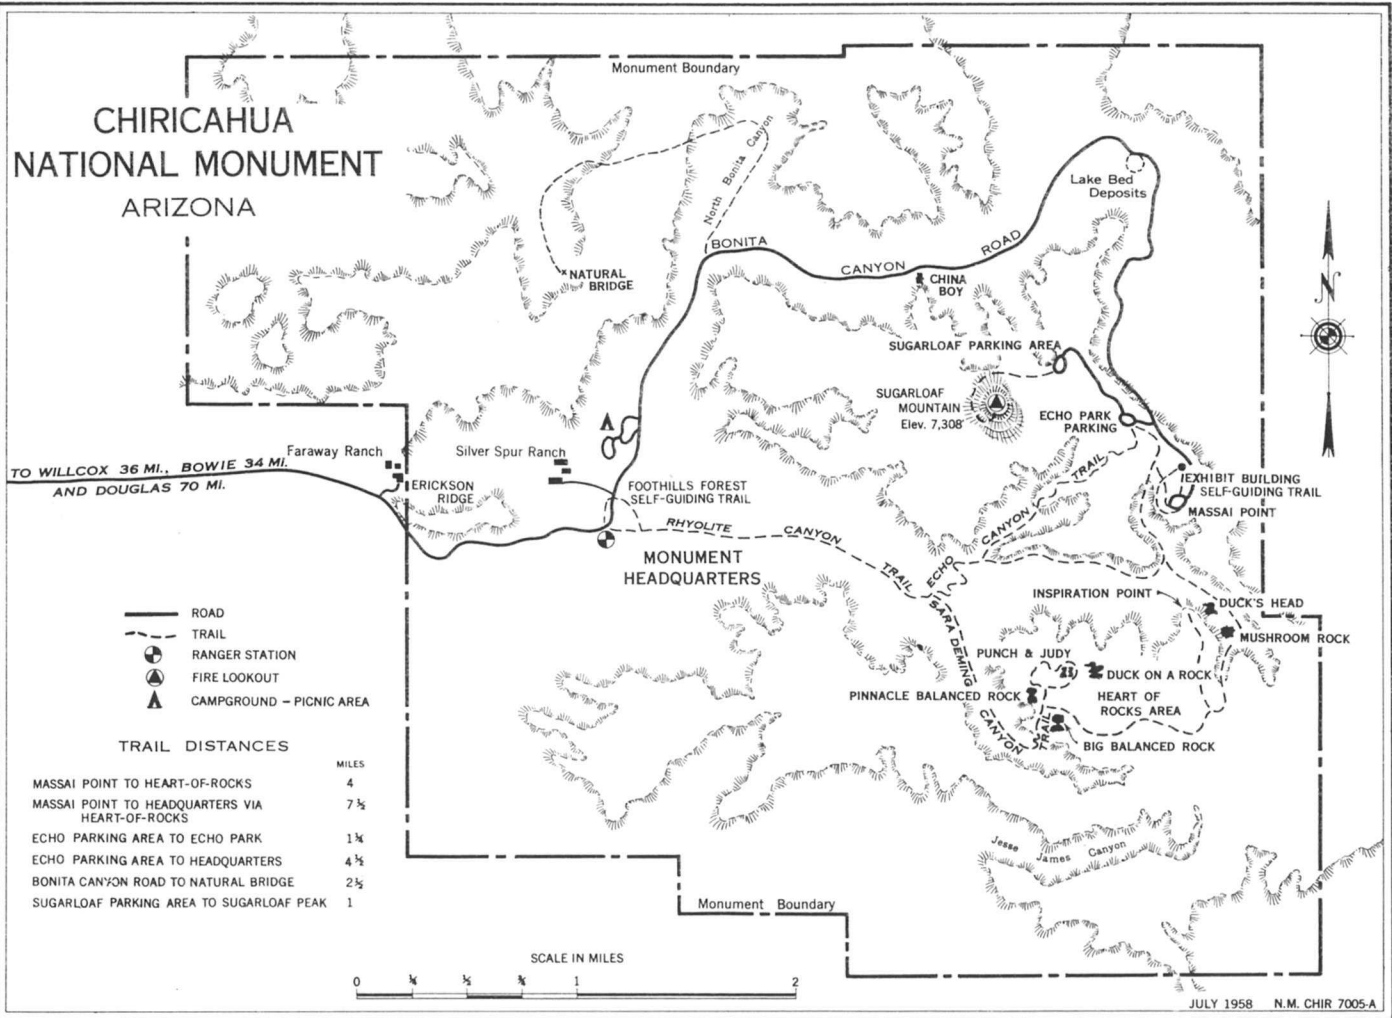 CHIRICAHUA
NATIONAL MONUMENT
ARIZONA
Monument Boundary
North Bonita Canyon
Lake Bed
Deposits
BONITA CANYON ROAD
NATURAL
BRIDGE
CHINA
BOY
N
SUGARLOAF PARKING AREA
SUGARLOAF
MOUNTAIN
Elev. 7,308'
ECHO PARK
PARKING
Faraway Ranch
Silver Spur Ranch
TO WILLCOX 36 MI., BOWIE 34 MI.
AND DOUGLAS 70 MI.
ERICKSON
RIDGE
FOOTHILLS FOREST
SELF-GUIDING TRAIL
EXHIBIT BUILDING
SELF-GUIDING TRAIL
MASSAI POINT
RHYOLITE CANYON TRAIL
ECHO CANYON TRAIL
MONUMENT
HEADQUARTERS
INSPIRATION POINT
DUCK'S HEAD
MUSHROOM ROCK
SARA DEMING CANYON TRAIL
PUNCH & JUDY
DUCK ON A ROCK
PINNACLE BALANCED ROCK
HEART OF
ROCKS AREA
BIG BALANCED ROCK
ROAD
TRAIL
RANGER STATION
FIRE LOOKOUT
CAMPGROUND – PICNIC AREA
TRAIL DISTANCES
MILES
MASSAI POINT TO HEART-OF-ROCKS 4
MASSAI POINT TO HEADQUARTERS VIA 7 ½
HEART-OF-ROCKS
ECHO PARKING AREA TO ECHO PARK 1 ¼
ECHO PARKING AREA TO HEADQUARTERS 4 ½
BONITA CANYON ROAD TO NATURAL BRIDGE 2 ½
SUGARLOAF PARKING AREA TO SUGARLOAF PEAK 1
Jesse James Canyon
Monument Boundary
SCALE IN MILES
0 ¼ ½ ¾ 1 2
JULY 1958 N.M. CHIR 7005-A